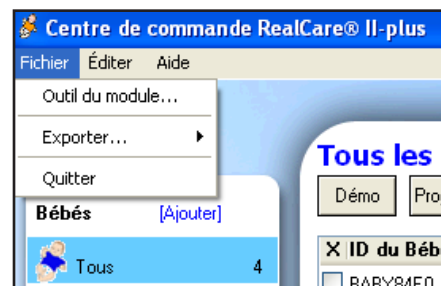 Centre de commande RealCare® II-plus
Fichier Éditer Aide
Outil du module...
Exporter...
Quitter
Tous les
Démo
Bébés [Ajouter]
X ID du
Tous 4